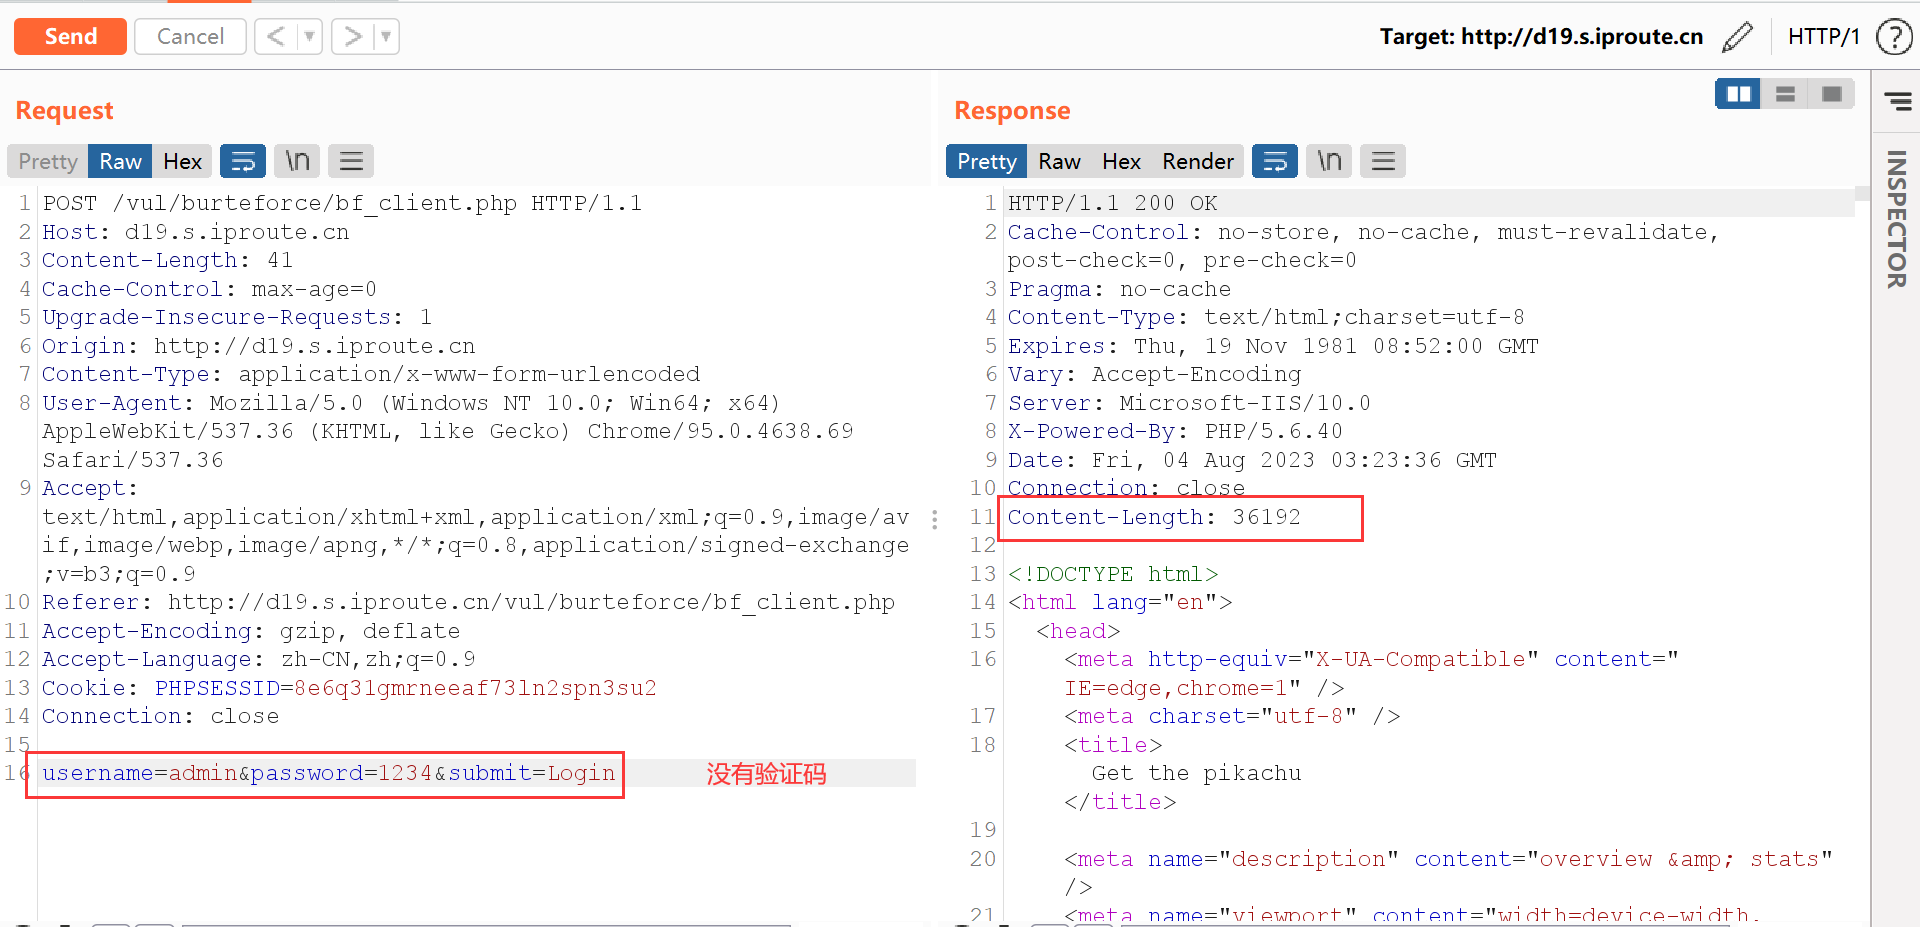 Send Cancel < ▼ > ▼ Target: http://d19.s.iproute.cn HTTP/1 ?
Request
Pretty Raw Hex \n
1 POST /vul/burteforce/bf_client.php HTTP/1.1
2 Host: d19.s.iproute.cn
3 Content-Length: 41
4 Cache-Control: max-age=0
5 Upgrade-Insecure-Requests: 1
6 Origin: http://d19.s.iproute.cn
7 Content-Type: application/x-www-form-urlencoded
8 User-Agent: Mozilla/5.0 (Windows NT 10.0; Win64; x64)
AppleWebKit/537.36 (KHTML, like Gecko) Chrome/95.0.4638.69
Safari/537.36
9 Accept:
text/html,application/xhtml+xml,application/xml;q=0.9,image/av
if,image/webp,image/apng,*/*;q=0.8,application/signed-exchange
;v=b3;q=0.9
10 Referer: http://d19.s.iproute.cn/vul/burteforce/bf_client.php
11 Accept-Encoding: gzip, deflate
12 Accept-Language: zh-CN,zh;q=0.9
13 Cookie: PHPSESSID=8e6q31gmrneeaf73ln2spn3su2
14 Connection: close
15
16 username=admin&password=1234&submit=Login 没有验证码
Response
Pretty Raw Hex Render \n
1 HTTP/1.1 200 OK
2 Cache-Control: no-store, no-cache, must-revalidate,
post-check=0, pre-check=0
3 Pragma: no-cache
4 Content-Type: text/html;charset=utf-8
5 Expires: Thu, 19 Nov 1981 08:52:00 GMT
6 Vary: Accept-Encoding
7 Server: Microsoft-IIS/10.0
8 X-Powered-By: PHP/5.6.40
9 Date: Fri, 04 Aug 2023 03:23:36 GMT
10 Connection: close
11 Content-Length: 36192
12
13 <!DOCTYPE html>
14 <html lang="en">
15 <head>
16 <meta http-equiv="X-UA-Compatible" content="
IE=edge,chrome=1" />
17 <meta charset="utf-8" />
18 <title>
Get the pikachu
</title>
19
20 <meta name="description" content="overview &amp; stats"
/>
21 <meta name="viewport" content="width=device-width,
INSPECTOR